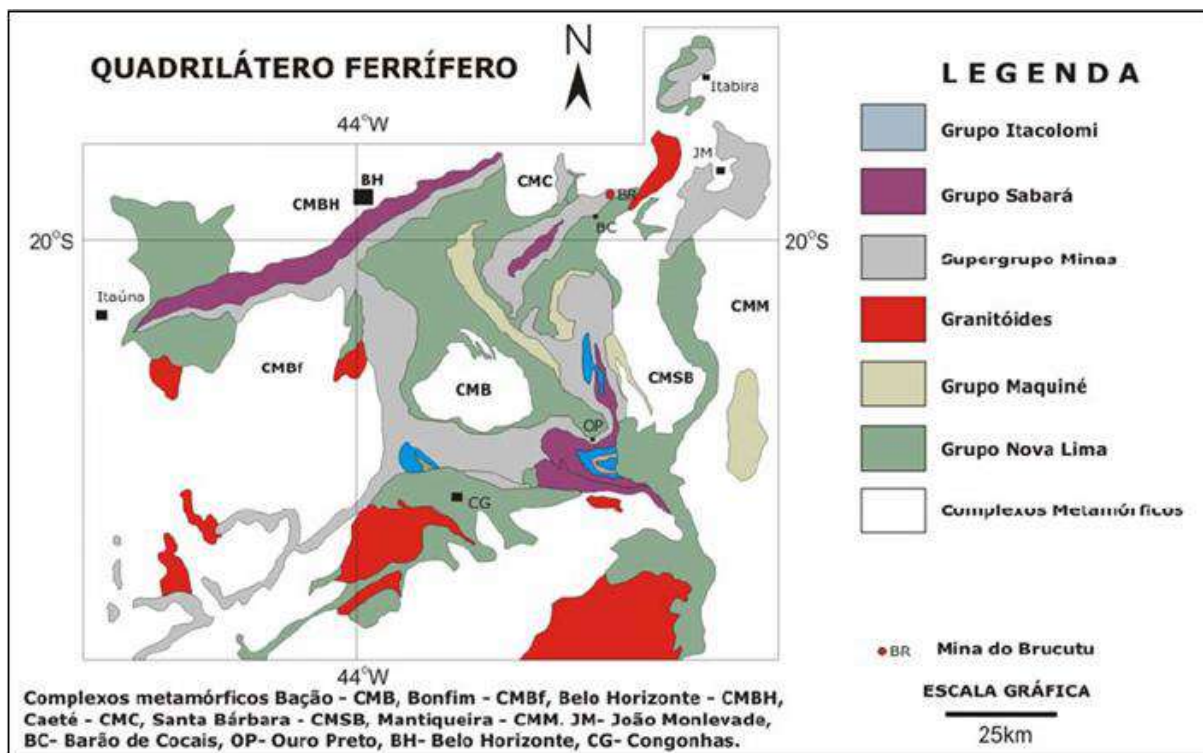 QUADRILÁTERO FERRÍFERO
N
44°W
20°S
20°S
44°W
Itabira
JM
BH
CMBH
CMC
BR
BC
Itaúna
CMM
CMBf
CMB
CMSB
OP
CG
LEGENDA
Grupo Itacolomi
Grupo Sabará
Supergrupo Minas
Granitóides
Grupo Maquiné
Grupo Nova Lima
Complexos Metamórficos
BR Mina do Brucutu
ESCALA GRÁFICA
25km
Complexos metamórficos Bação - CMB, Bonfim - CMBf, Belo Horizonte - CMBH,
Caeté - CMC, Santa Bárbara - CMSB, Mantiqueira - CMM. JM- João Monlevade,
BC- Barão de Cocais, OP- Ouro Preto, BH- Belo Horizonte, CG- Congonhas.